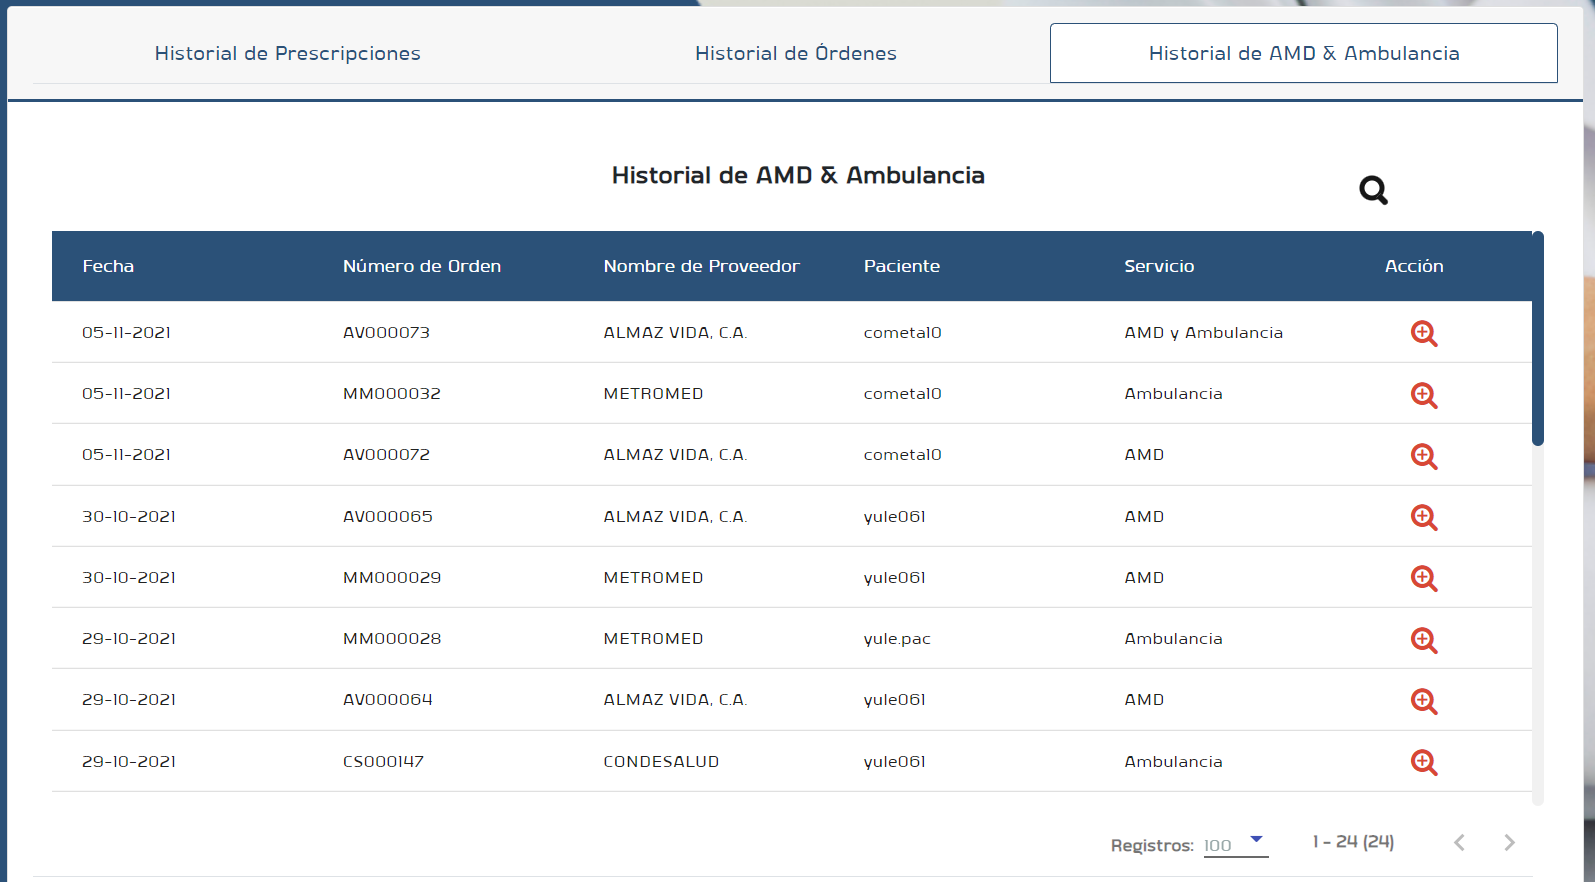 Historial de Prescripciones Historial de Órdenes Historial de AMD & Ambulancia
Historial de AMD & Ambulancia
Fecha Número de Orden Nombre de Proveedor Paciente Servicio Acción
05-11-2021 AV000073 ALMAZ VIDA, C.A. cometa10 AMD y Ambulancia
05-11-2021 MM000032 METROMED cometa10 Ambulancia
05-11-2021 AV000072 ALMAZ VIDA, C.A. cometa10 AMD
30-10-2021 AV000065 ALMAZ VIDA, C.A. yule061 AMD
30-10-2021 MM000029 METROMED yule061 AMD
29-10-2021 MM000028 METROMED yule.pac Ambulancia
29-10-2021 AV000064 ALMAZ VIDA, C.A. yule061 AMD
29-10-2021 CS000147 CONDESALUD yule061 Ambulancia
Registros: 100 1 - 24 (24)